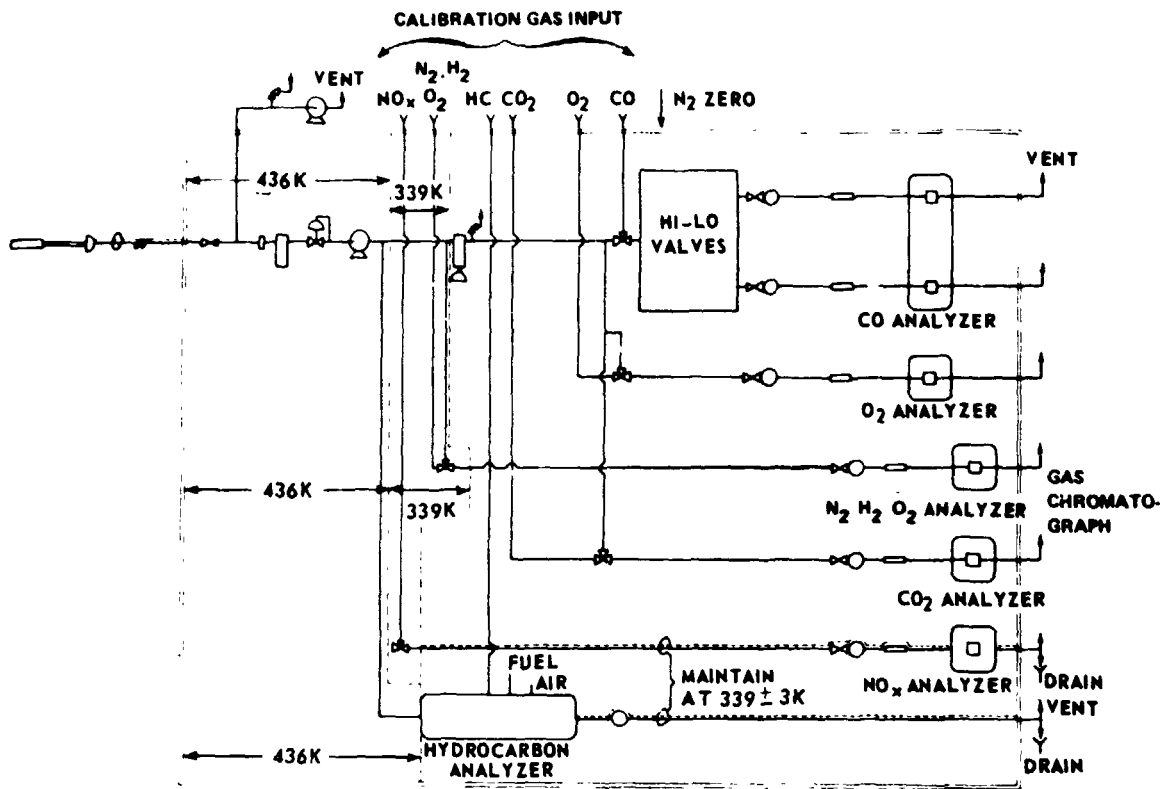 CALIBRATION GAS INPUT
VENT
N₂.H₂
NOₓ O₂ HC CO₂ O₂ CO N₂ ZERO
VENT
436K
339K
HI-LO
VALVES
CO ANALYZER
O₂ ANALYZER
436K
339K
N₂ H₂ O₂ ANALYZER
GAS
CHROMATO-
GRAPH
CO₂ ANALYZER
FUEL
AIR
MAINTAIN
AT 339 ± 3K
NOₓ ANALYZER
DRAIN
VENT
HYDROCARBON
ANALYZER
436K
DRAIN